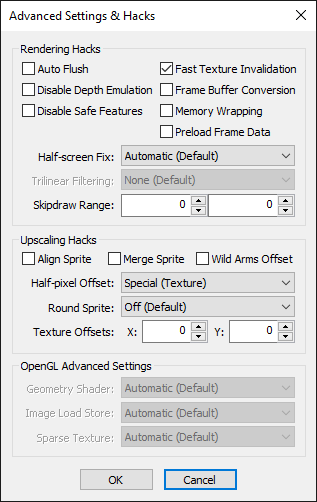 Advanced Settings & Hacks
Rendering Hacks
Auto Flush
Fast Texture Invalidation
Disable Depth Emulation
Frame Buffer Conversion
Disable Safe Features
Memory Wrapping
Preload Frame Data
Half-screen Fix: Automatic (Default)
Trilinear Filtering: None (Default)
Skipdraw Range: 0 0
Upscaling Hacks
Align Sprite Merge Sprite Wild Arms Offset
Half-pixel Offset: Special (Texture)
Round Sprite: Off (Default)
Texture Offsets: X: 0 Y: 0
OpenGL Advanced Settings
Geometry Shader: Automatic (Default)
Image Load Store: Automatic (Default)
Sparse Texture: Automatic (Default)
OK Cancel